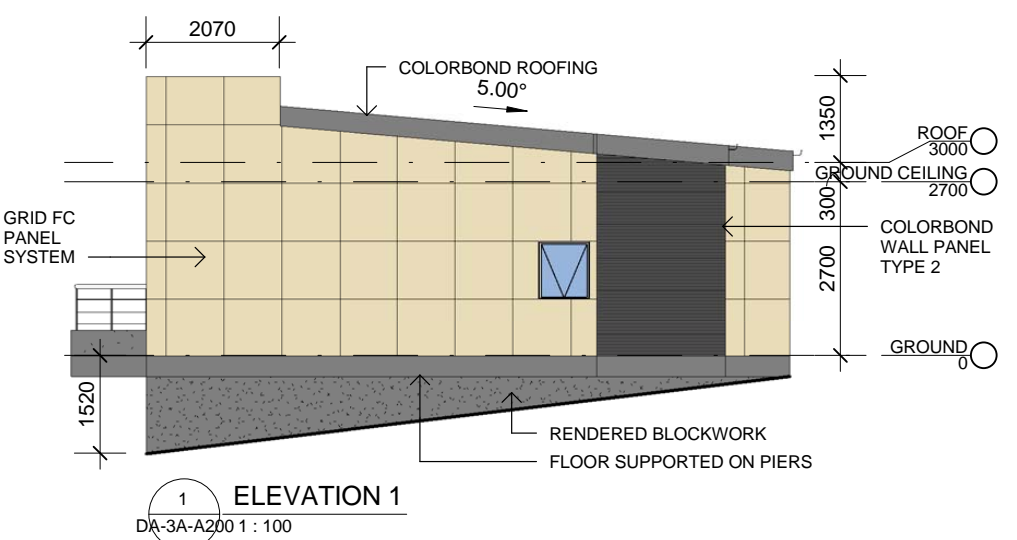 2070
COLORBOND ROOFING
5.00°
1350
ROOF
3000
GROUND CEILING
2700
300
GRID FC
PANEL
SYSTEM
COLORBOND
WALL PANEL
TYPE 2
2700
GROUND
0
1520
RENDERED BLOCKWORK
FLOOR SUPPORTED ON PIERS
1
ELEVATION 1
DA-3A-A200
1 : 100